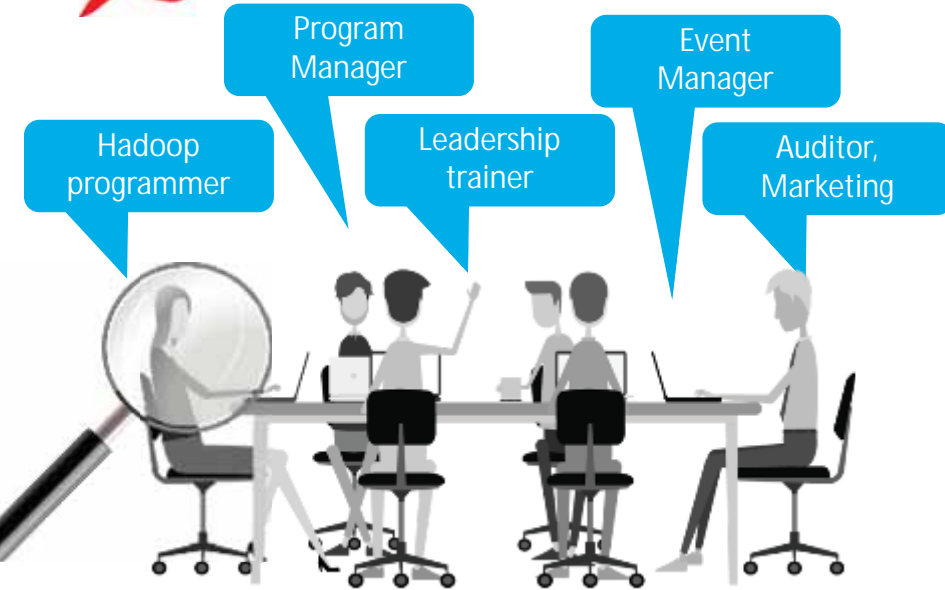 Program
Manager
Event
Manager
Hadoop
programmer
Leadership
trainer
Auditor,
Marketing